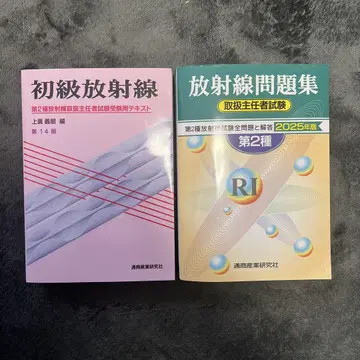 初級放射線
第2種放射線取扱主任者試験受験用テキスト
上蓑義朋 編
第14版
通商産業研究社
放射線問題集
取扱主任者試験
第2種放射線試験全問題と解答 2025年版
第2種
RI
通商産業研究社